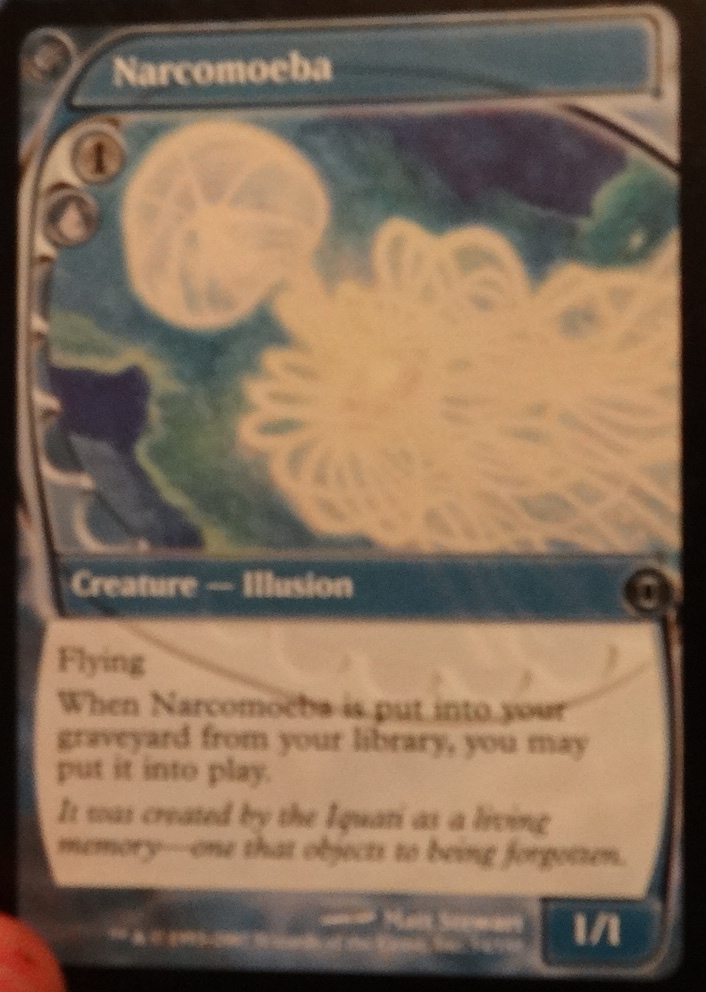 Narcomoeba
1
Creature — Illusion
Flying
When Narcomoeba is put into your
graveyard from your library, you may
put it into play.
It was created by the Iquati as a living
memory—one that objects to being forgotten.
Matt Stewart
1/1